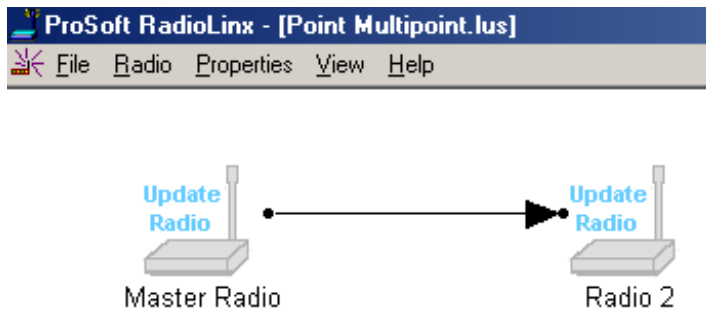 ProSoft RadioLinx - [Point Multipoint.lus]
File Radio Properties View Help
Update
Radio
Update
Radio
Master Radio
Radio 2